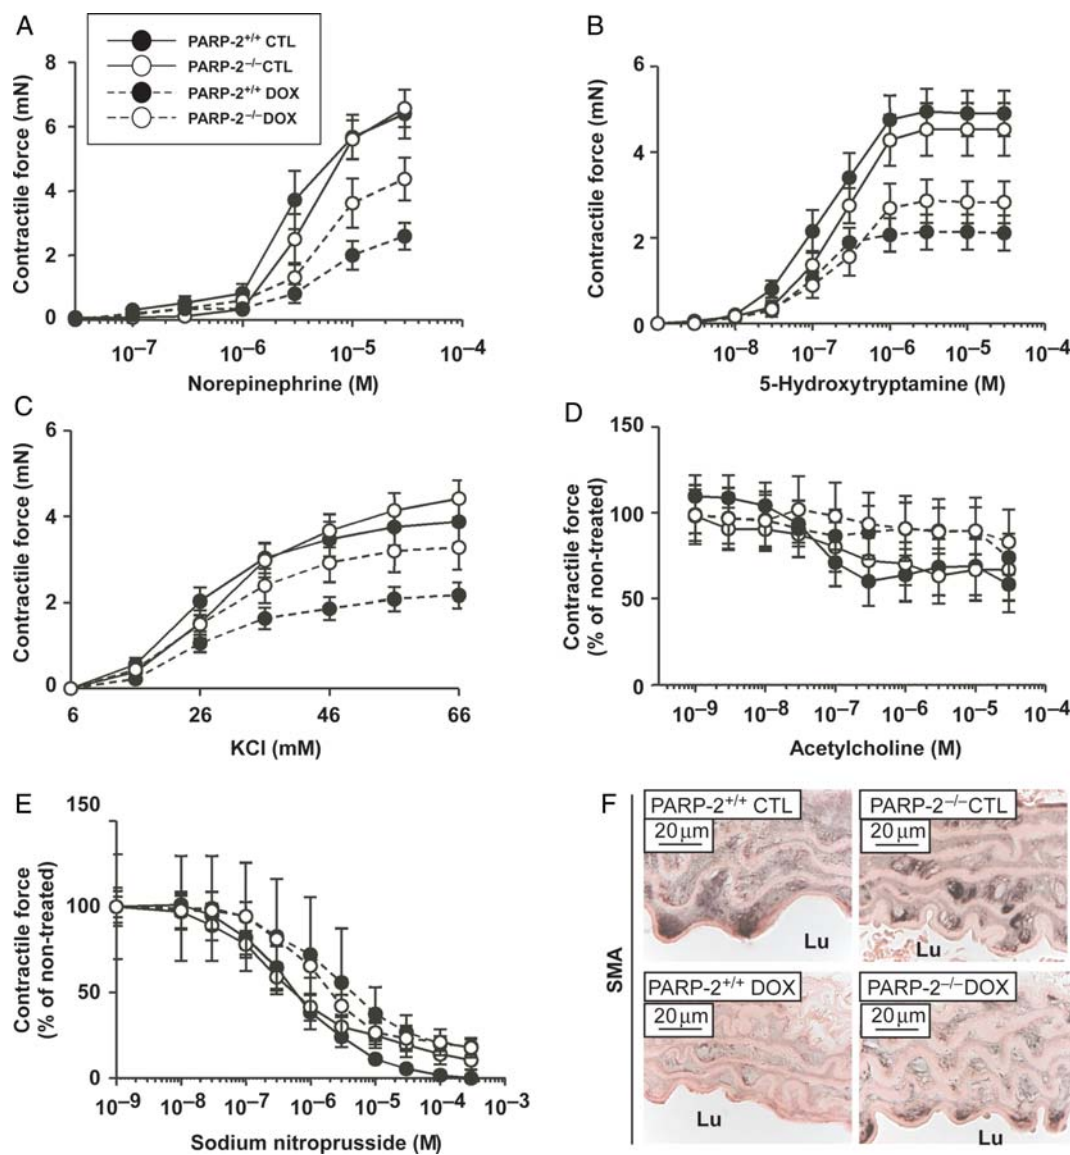 A
PARP-2+/+ CTL
PARP-2−/−CTL
PARP-2+/+ DOX
PARP-2−/−DOX
Contractile force (mN)
8
6
4
2
0
10−7
10−6
10−5
10−4
Norepinephrine (M)
B
Contractile force (mN)
6
4
2
0
10−8
10−7
10−6
10−5
10−4
5-Hydroxytryptamine (M)
C
Contractile force (mN)
6
4
2
0
6
26
46
66
KCl (mM)
D
Contractile force
(% of non-treated)
150
100
50
0
10−9
10−8
10−7
10−6
10−5
10−4
Acetylcholine (M)
E
Contractile force
(% of non-treated)
150
100
50
0
10−9
10−8
10−7
10−6
10−5
10−4
10−3
Sodium nitroprusside (M)
F
SMA
PARP-2+/+ CTL
20 μm
Lu
PARP-2−/−CTL
20 μm
Lu
PARP-2+/+ DOX
20 μm
Lu
PARP-2−/−DOX
20 μm
Lu